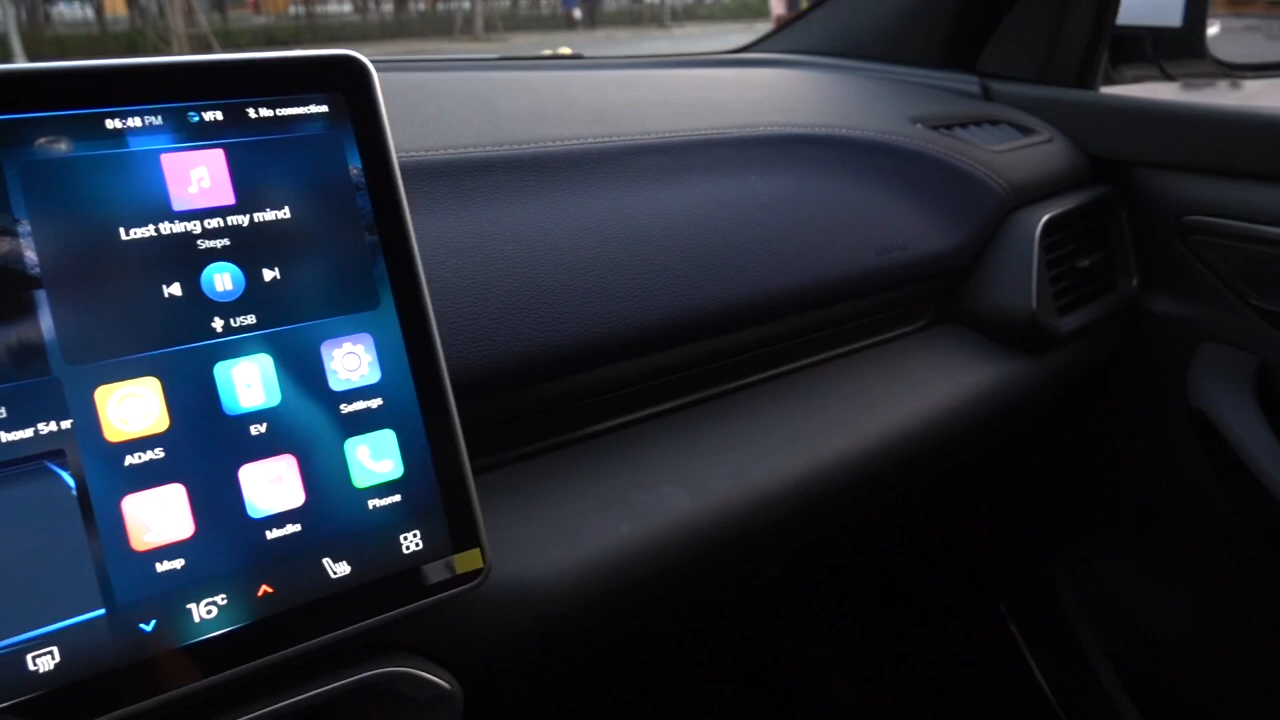 06:48 PM VF8 No connection
Last thing on my mind
Steps
USB
hour 54 m
ADAS
EV
Settings
Map
Media
Phone
16°C